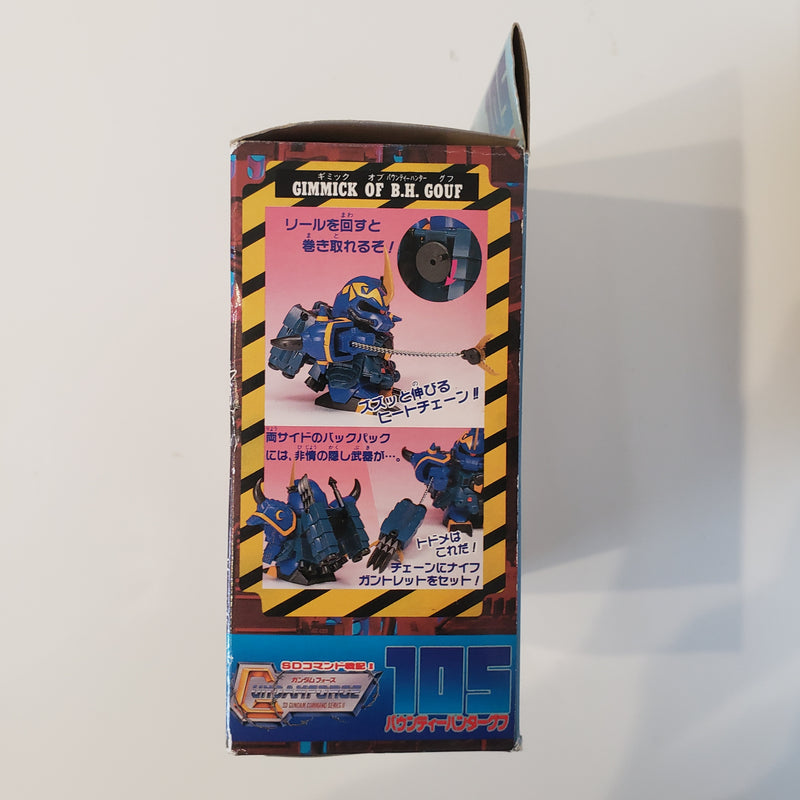 ギミック オブ バウンティーハンター グフ
GIMMICK OF B.H. GOUF
リールを回すと
巻き取れるぞ!
ズズッと伸びる
ヒートチェーン!!
両サイドのバックパック
には、非情の隠し武器が…。
トドメは
これだ!
チェーンにナイフ
ガントレットをセット!
SDコマンド戦記II
ガンダムフォース
GUNDAMFORCE
SD GUNDAM COMMAND SERIES II
105
バウンティーハンターグフ